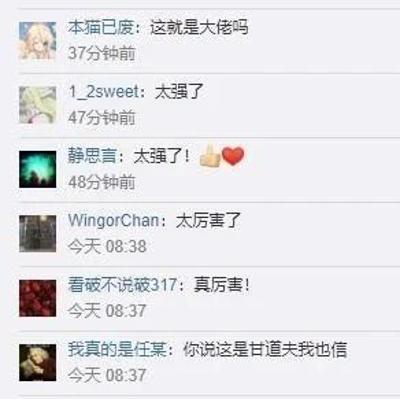 本猫已废：这就是大佬吗
37分钟前
1_2sweet：太强了
47分钟前
静思言：太强了！👍❤️
48分钟前
WingorChan：太厉害了
今天 08:38
看破不说破317：真厉害！
今天 08:37
我真的是任某：你说这是甘道夫我也信
今天 08:37